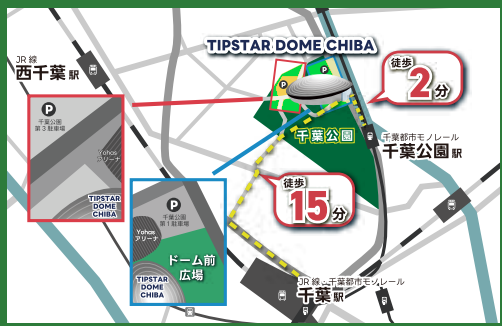 TIPSTAR DOME CHIBA
JR 線
西千葉 駅
徒歩
2分
P
P
P
千葉公園
第3駐車場
Yohas
アリーナ
TIPSTAR
DOME
CHIBA
千葉公園
千葉都市モノレール
千葉公園 駅
徒歩
15分
P
千葉公園
第1駐車場
Yohas
アリーナ
ドーム前
広場
TIPSTAR
DOME
CHIBA
JR 線・千葉都市モノレール
千葉駅